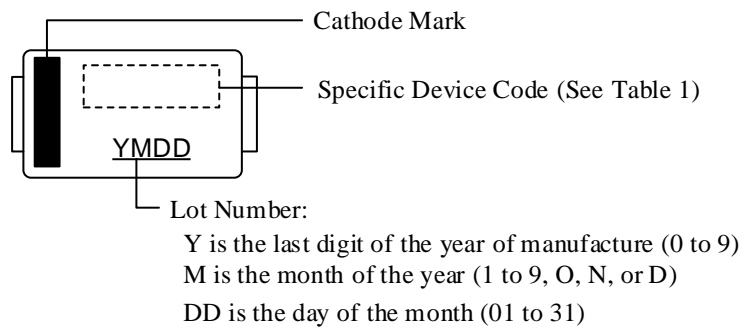 Cathode Mark
Specific Device Code (See Table 1)
YMDD
Lot Number:
Y is the last digit of the year of manufacture (0 to 9)
M is the month of the year (1 to 9, O, N, or D)
DD is the day of the month (01 to 31)